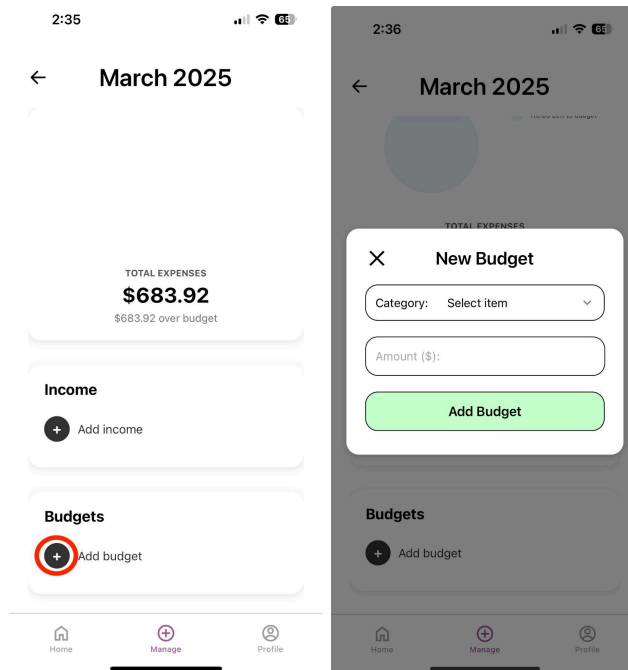 2:35
65
March 2025
TOTAL EXPENSES
$683.92
$683.92 over budget
Income
Add income
Budgets
Add budget
Home
Manage
Profile
2:36
65
March 2025
TOTAL EXPENSES
New Budget
Category: Select item
Amount ($):
Add Budget
Budgets
Add budget
Home
Manage
Profile